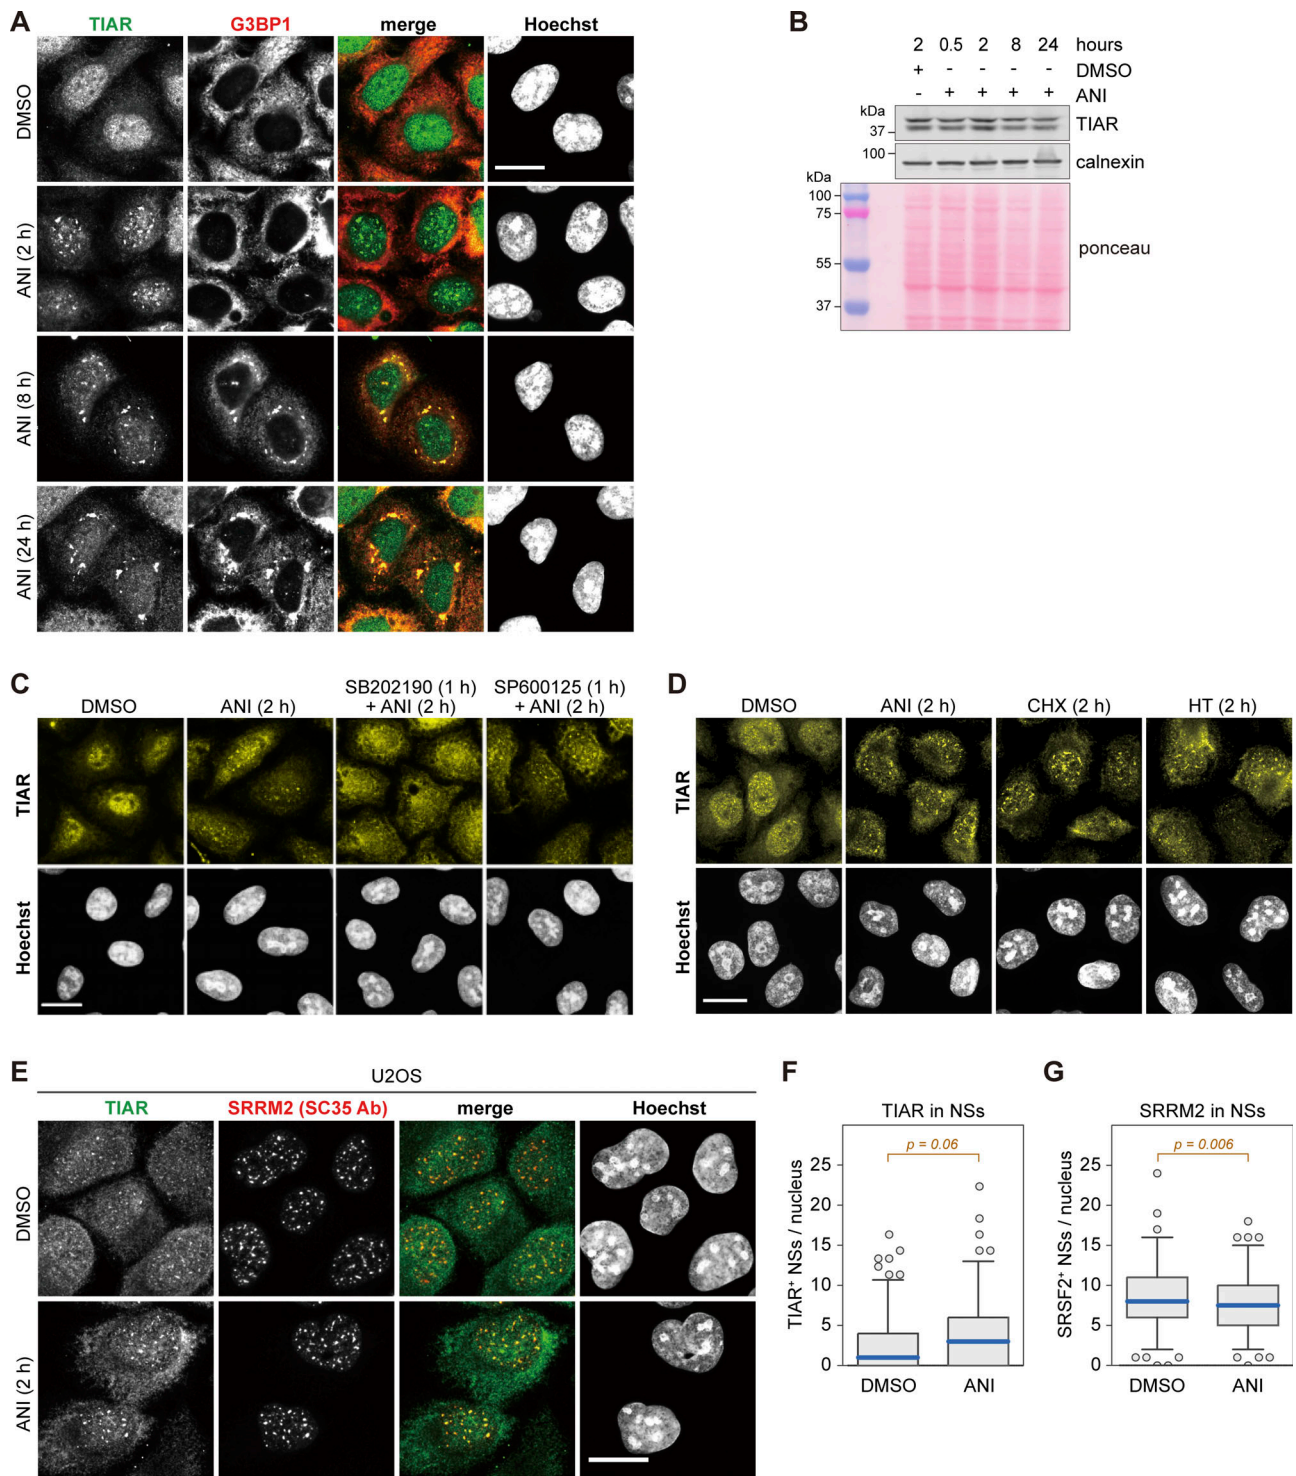 A
TIAR G3BP1 merge Hoechst
DMSO
ANI (2 h)
ANI (8 h)
ANI (24 h)
B
2 0.5 2 8 24 hours
+ - - - - DMSO
- + + + + ANI
kDa
37
TIAR
100
calnexin
kDa
100
75
55
37
ponceau
C
DMSO
ANI (2 h)
SB202190 (1 h)
+ ANI (2 h)
SP600125 (1 h)
+ ANI (2 h)
TIAR
Hoechst
D
DMSO ANI (2 h) CHX (2 h) HT (2 h)
TIAR
Hoechst
E
U2OS
TIAR SRRM2 (SC35 Ab) merge Hoechst
DMSO
ANI (2 h)
F
TIAR in NSs
p = 0.06
TIAR⁺ NSs / nucleus
25
20
15
10
5
0
DMSO ANI
G
SRRM2 in NSs
p = 0.006
SRSF2⁺ NSs / nucleus
25
20
15
10
5
0
DMSO ANI